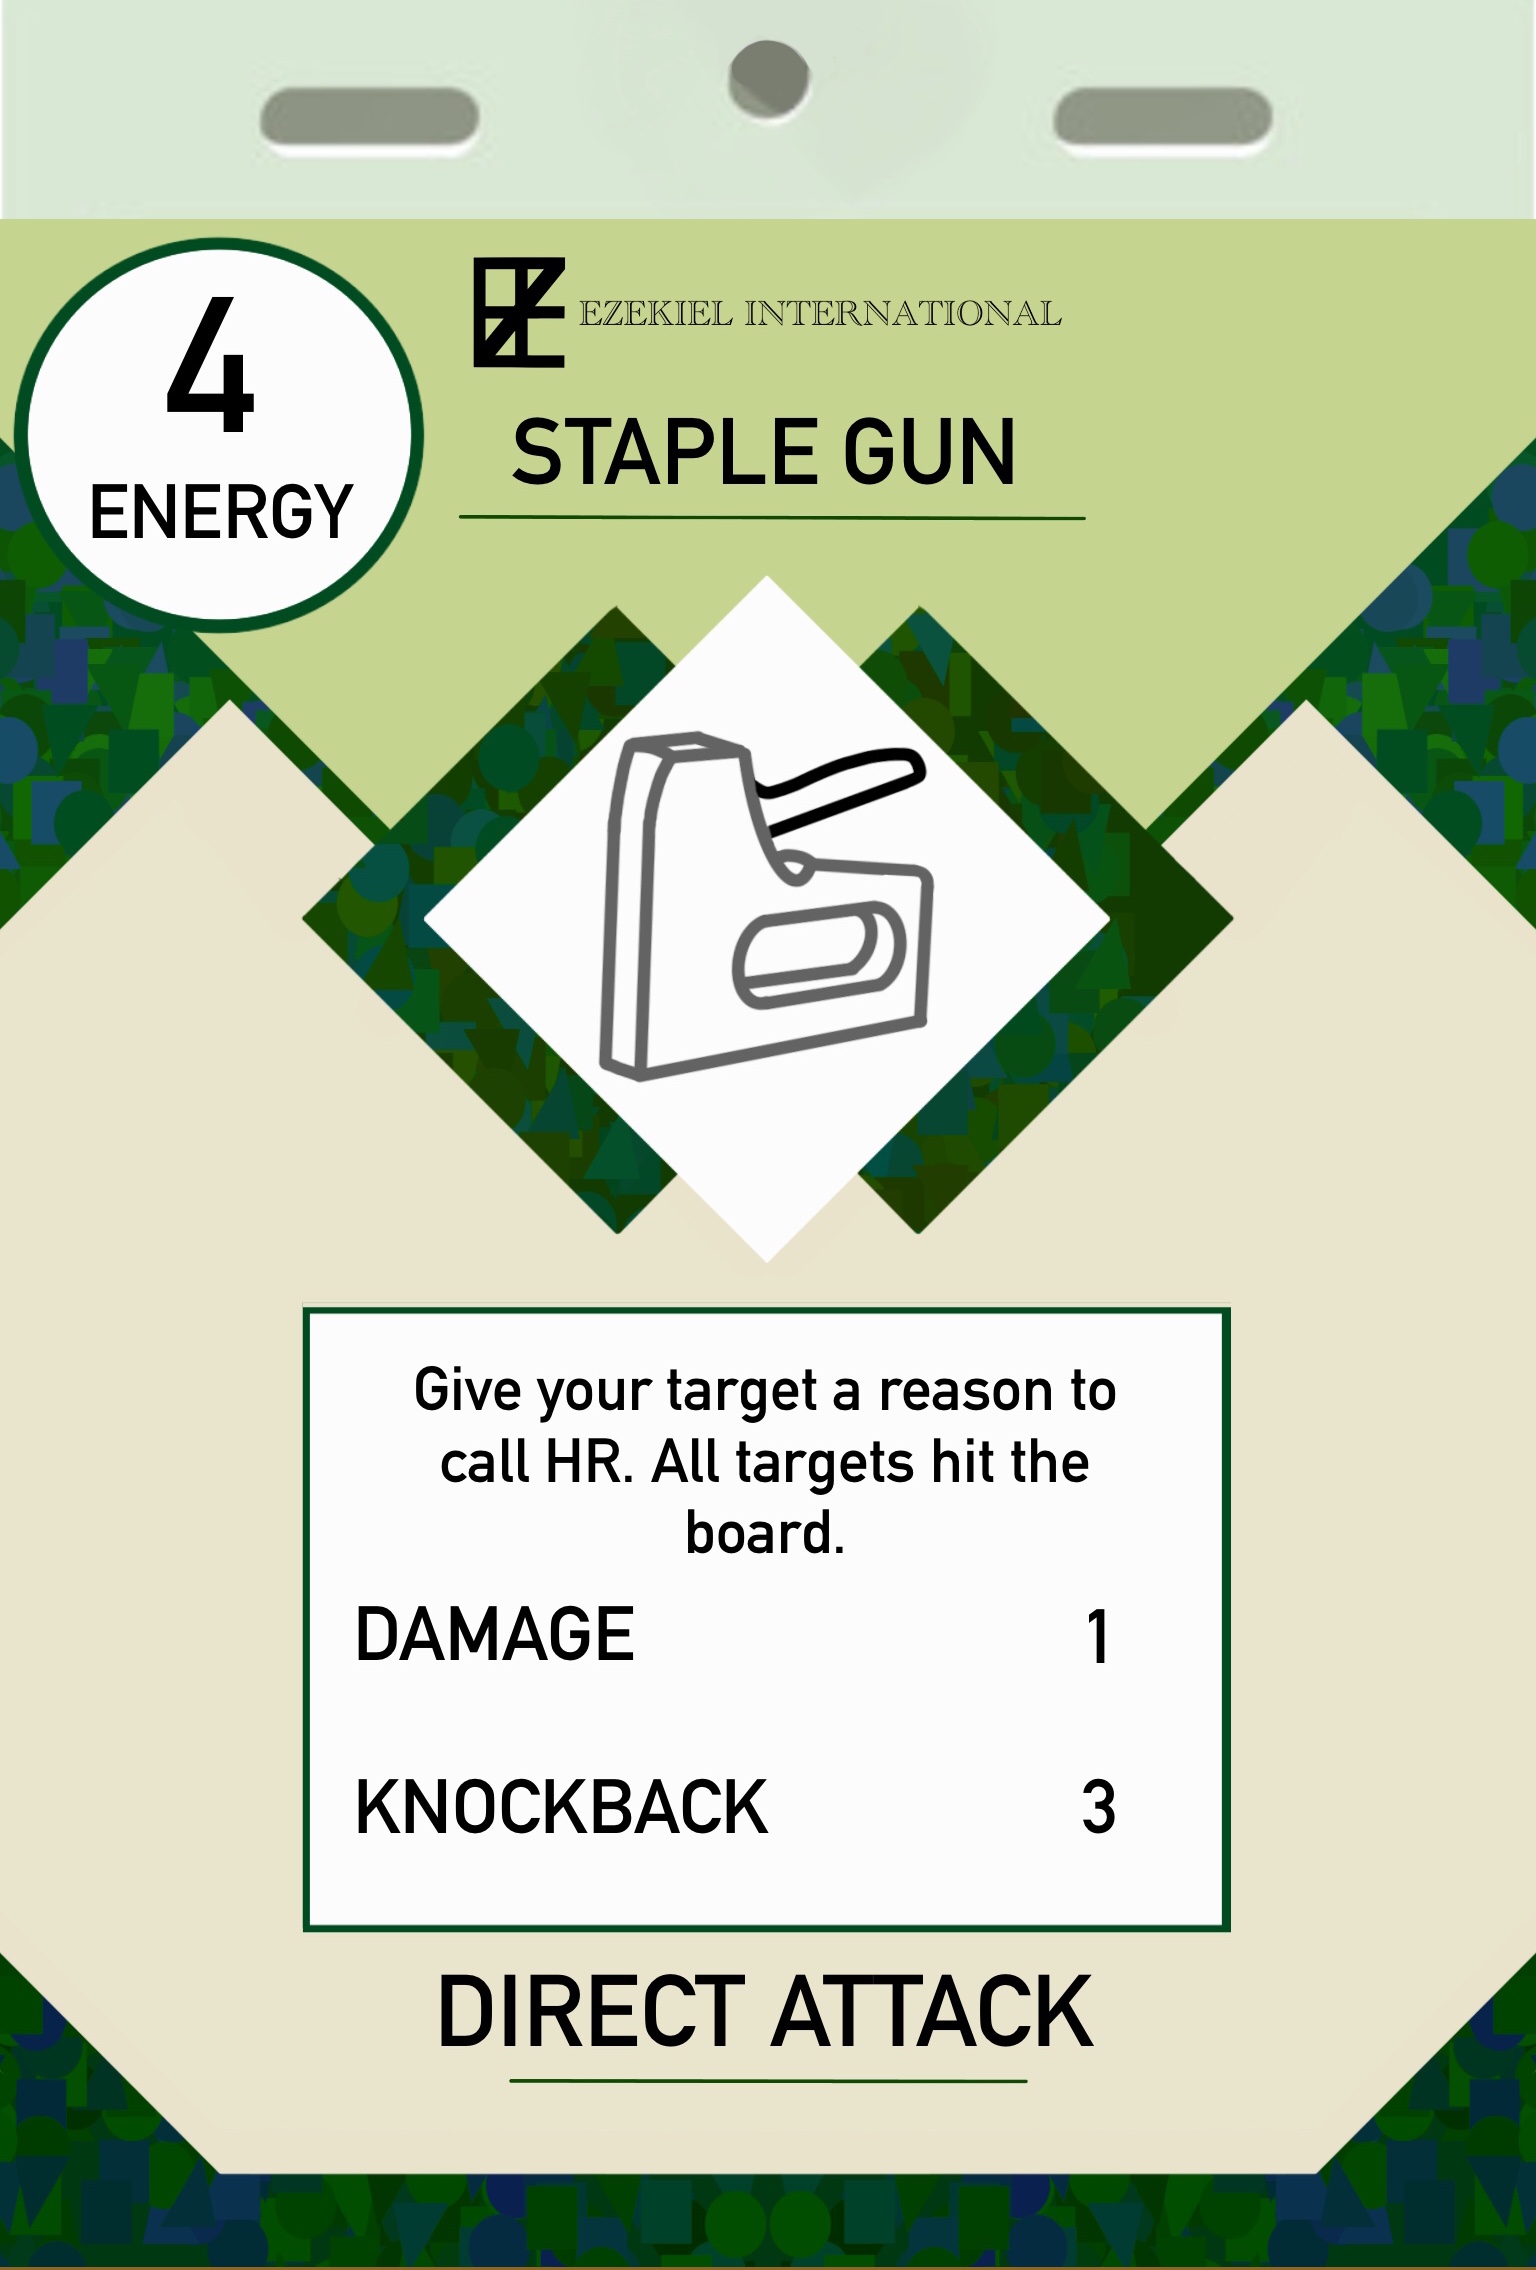 4
ENERGY
EZEKIEL INTERNATIONAL
STAPLE GUN
Give your target a reason to
call HR. All targets hit the
board.
DAMAGE 1
KNOCKBACK 3
DIRECT ATTACK